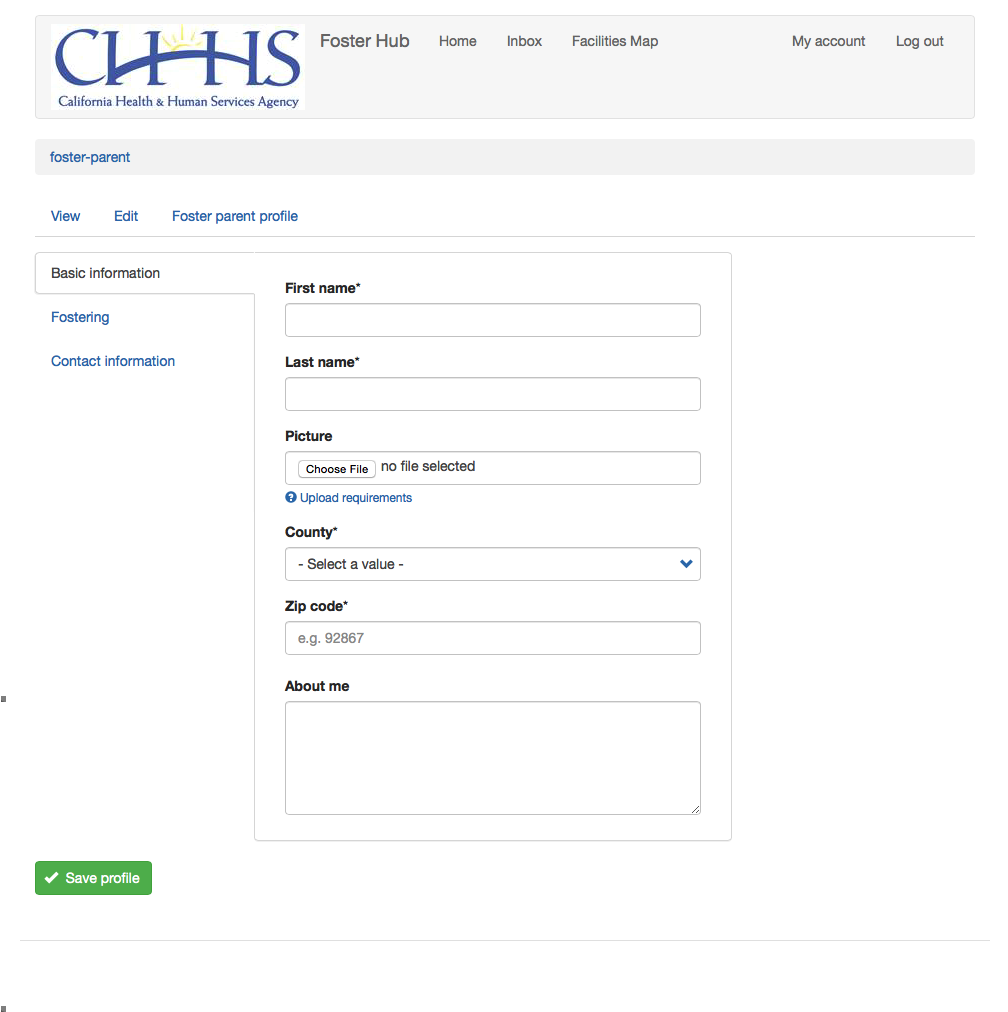 CHHS
California Health & Human Services Agency
Foster Hub Home Inbox Facilities Map My account Log out
foster-parent
View Edit Foster parent profile
Basic information
Fostering
Contact information
First name*
Last name*
Picture
Choose File no file selected
Upload requirements
County*
- Select a value -
Zip code*
e.g. 92867
About me
Save profile